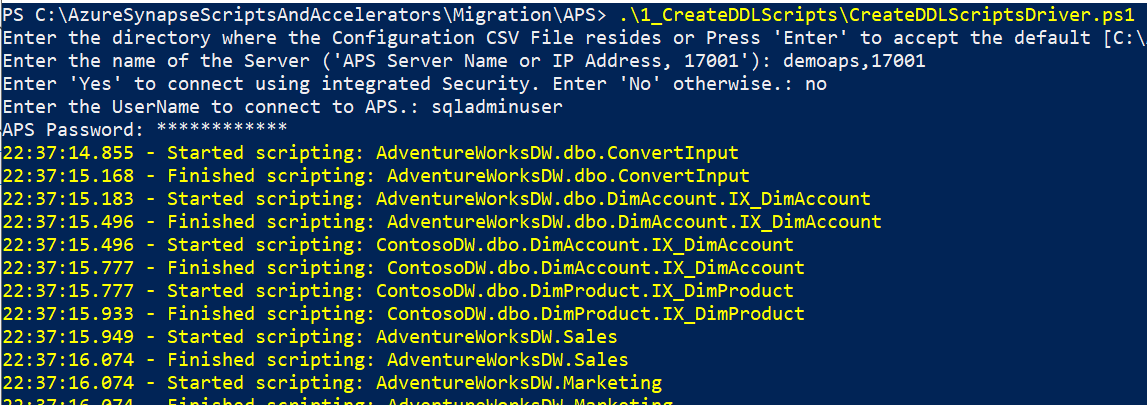 PS C:\AzureSynapseScriptsAndAccelerators\Migration\APS> .\1_CreateDDLScripts\CreateDDLScriptsDriver.ps1
Enter the directory where the Configuration CSV File resides or Press 'Enter' to accept the default [C:\
Enter the name of the Server ('APS Server Name or IP Address, 17001'): demoaps,17001
Enter 'Yes' to connect using integrated Security. Enter 'No' otherwise.: no
Enter the UserName to connect to APS.: sqladminuser
APS Password: ************
22:37:14.855 - Started scripting: AdventureWorksDW.dbo.ConvertInput
22:37:15.168 - Finished scripting: AdventureWorksDW.dbo.ConvertInput
22:37:15.183 - Started scripting: AdventureWorksDW.dbo.DimAccount.IX_DimAccount
22:37:15.496 - Finished scripting: AdventureWorksDW.dbo.DimAccount.IX_DimAccount
22:37:15.496 - Started scripting: ContosoDW.dbo.DimAccount.IX_DimAccount
22:37:15.777 - Finished scripting: ContosoDW.dbo.DimAccount.IX_DimAccount
22:37:15.777 - Started scripting: ContosoDW.dbo.DimProduct.IX_DimProduct
22:37:15.933 - Finished scripting: ContosoDW.dbo.DimProduct.IX_DimProduct
22:37:15.949 - Started scripting: AdventureWorksDW.Sales
22:37:16.074 - Finished scripting: AdventureWorksDW.Sales
22:37:16.074 - Started scripting: AdventureWorksDW.Marketing
22:37:16.074 - Finished scripting: AdventureWorksDW.Marketing